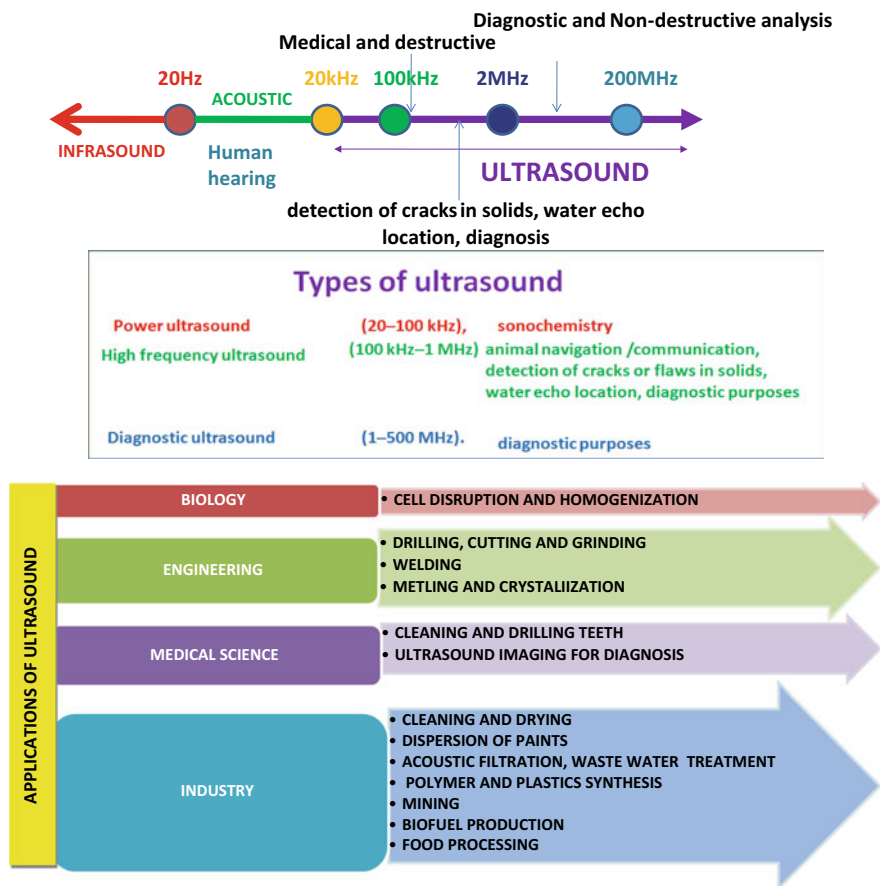 Diagnostic and Non-destructive analysis
Medical and destructive
20Hz
20kHz
100kHz
2MHz
200MHz
ACOUSTIC
INFRASOUND
Human
hearing
ULTRASOUND
detection of cracks in solids, water echo
location, diagnosis
Types of ultrasound
Power ultrasound (20–100 kHz), sonochemistry
High frequency ultrasound (100 kHz–1 MHz) animal navigation /communication,
detection of cracks or flaws in solids,
water echo location, diagnostic purposes
Diagnostic ultrasound (1–500 MHz). diagnostic purposes
APPLICATIONS OF ULTRASOUND
BIOLOGY
• CELL DISRUPTION AND HOMOGENIZATION
ENGINEERING
• DRILLING, CUTTING AND GRINDING
• WELDING
• METLING AND CRYSTALIIZATION
MEDICAL SCIENCE
• CLEANING AND DRILLING TEETH
• ULTRASOUND IMAGING FOR DIAGNOSIS
INDUSTRY
• CLEANING AND DRYING
• DISPERSION OF PAINTS
• ACOUSTIC FILTRATION, WASTE WATER TREATMENT
• POLYMER AND PLASTICS SYNTHESIS
• MINING
• BIOFUEL PRODUCTION
• FOOD PROCESSING